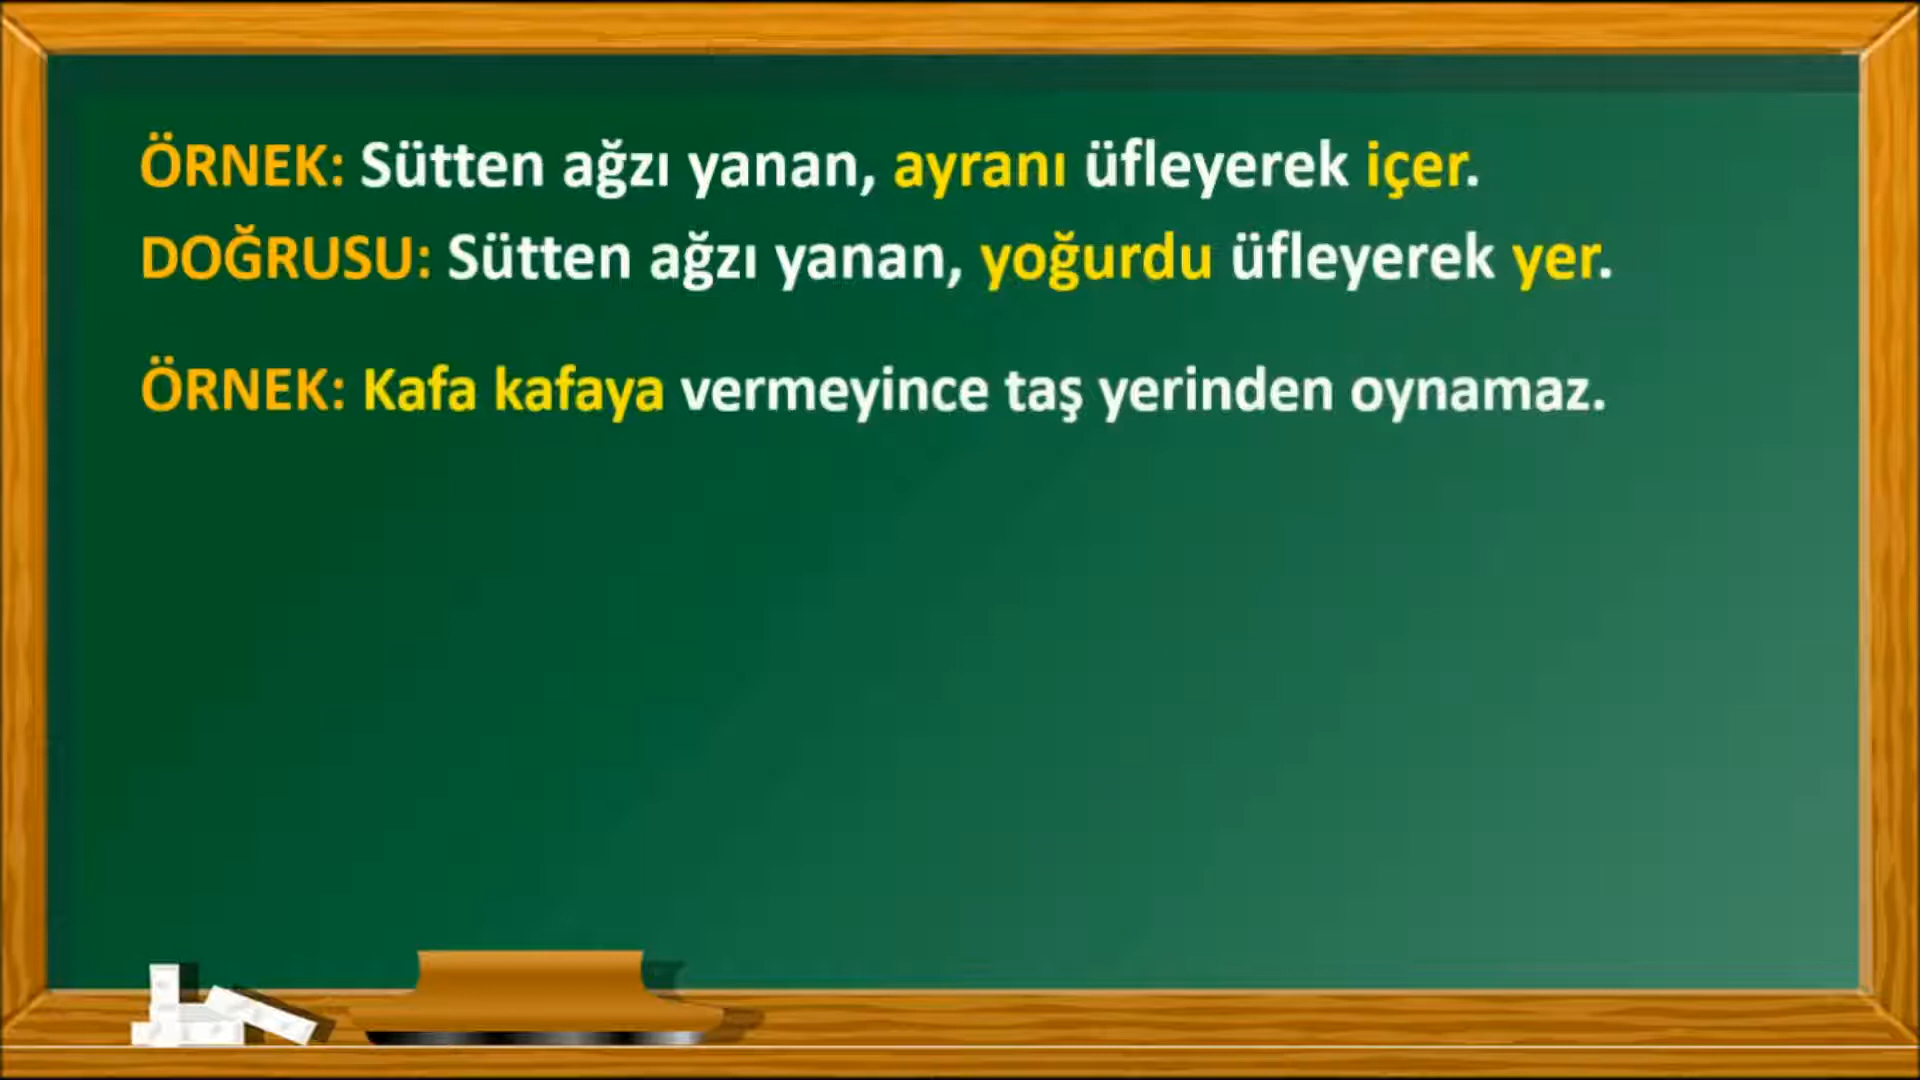 ÖRNEK: Sütten ağzı yanan, ayranı üfleyerek içer.
DOĞRUSU: Sütten ağzı yanan, yoğurdu üfleyerek yer.
ÖRNEK: Kafa kafaya vermeyince taş yerinden oynamaz.